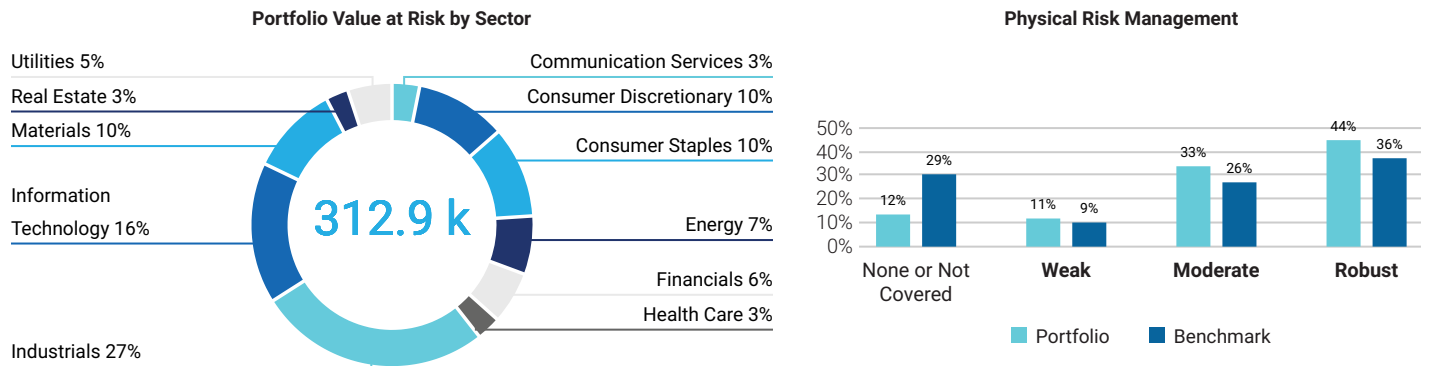 Portfolio Value at Risk by Sector
Utilities 5%
Real Estate 3%
Materials 10%
Information
Technology 16%
Industrials 27%
312.9 k
Communication Services 3%
Consumer Discretionary 10%
Consumer Staples 10%
Energy 7%
Financials 6%
Health Care 3%
Physical Risk Management
50%
40%
30%
20%
10%
0%
12%
29%
11%
9%
33%
26%
44%
36%
None or Not
Covered
Weak
Moderate
Robust
Portfolio
Benchmark